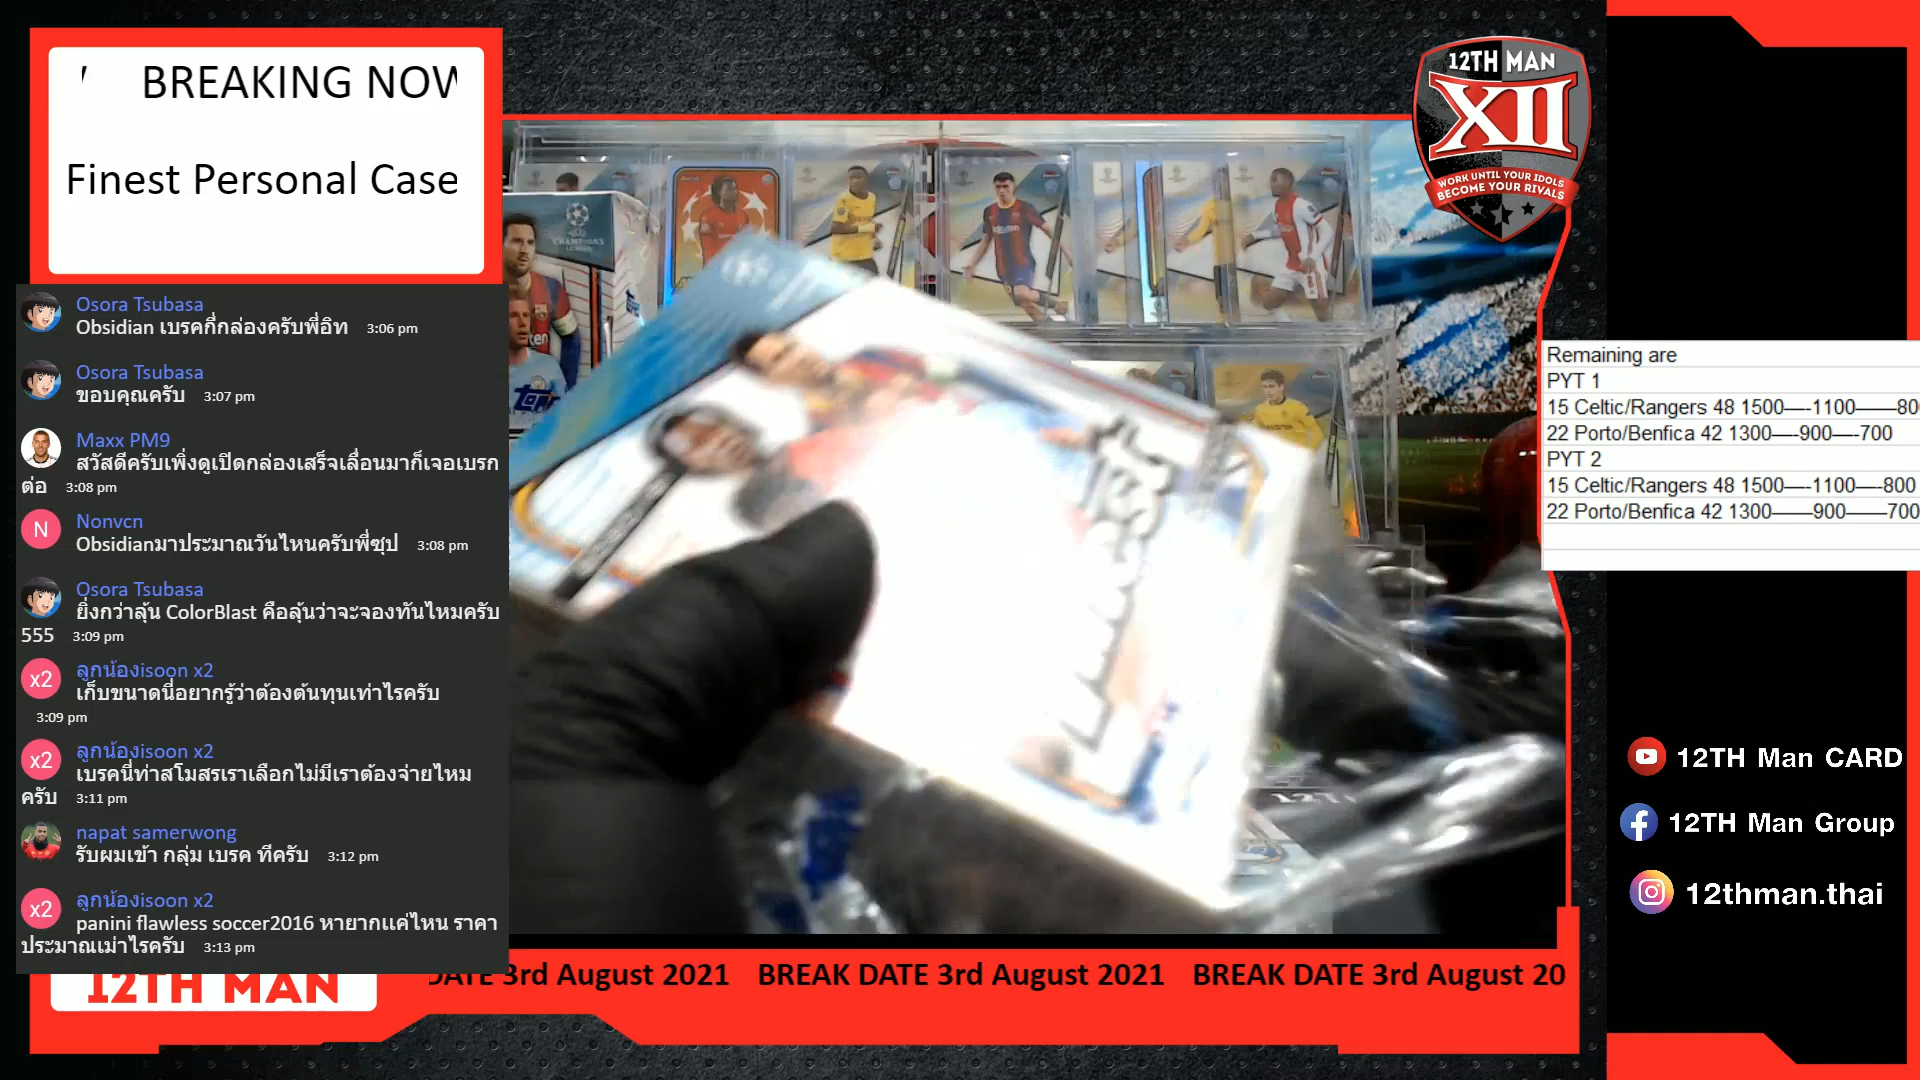 BREAKING NOW
Finest Personal Case
Osora Tsubasa
Obsidian เบรคกี่กล่องครับพี่อิท 3:06 pm
Osora Tsubasa
ขอบคุณครับ 3:07 pm
Maxx PM9
สวัสดีครับเพิ่งดูเปิดกล่องเสร็จเลื่อนมาก็เจอเบรก
ต่อ 3:08 pm
N
Nonvcn
Obsidianมาประมาณวันไหนครับพี่ซุป 3:08 pm
Osora Tsubasa
ยิ่งกว่าลุ้น ColorBlast คือลุ้นว่าจะจองทันไหมครับ
555 3:09 pm
x2
ลูกน้องisoon x2
เก็บขนาดนี้อยากรู้ว่าต้องต้นทุนเท่าไรครับ
3:09 pm
x2
ลูกน้องisoon x2
เบรคนี่ท่าสโมสรเราเลือกไม่มีเราต้องจ่ายไหม
ครับ 3:11 pm
napat samerwong
รับผมเข้า กลุ่ม เบรค ทีครับ 3:12 pm
x2
ลูกน้องisoon x2
panini flawless soccer2016 หายากแค่ไหน ราคา
ประมาณเม่าไรครับ 3:13 pm
12TH MAN
DATE 3rd August 2021 BREAK DATE 3rd August 2021 BREAK DATE 3rd August 20
12TH MAN
XII
WORK UNTIL YOUR IDOLS
BECOME YOUR RIVALS
CHAMPIONS
LEAGUE
Remaining are
PYT 1
15 Celtic/Rangers 48 1500—-1100——80
22 Porto/Benfica 42 1300—-900—-700
PYT 2
15 Celtic/Rangers 48 1500—-1100—-800
22 Porto/Benfica 42 1300——900——700
12TH Man CARD
12TH Man Group
12thman.thai